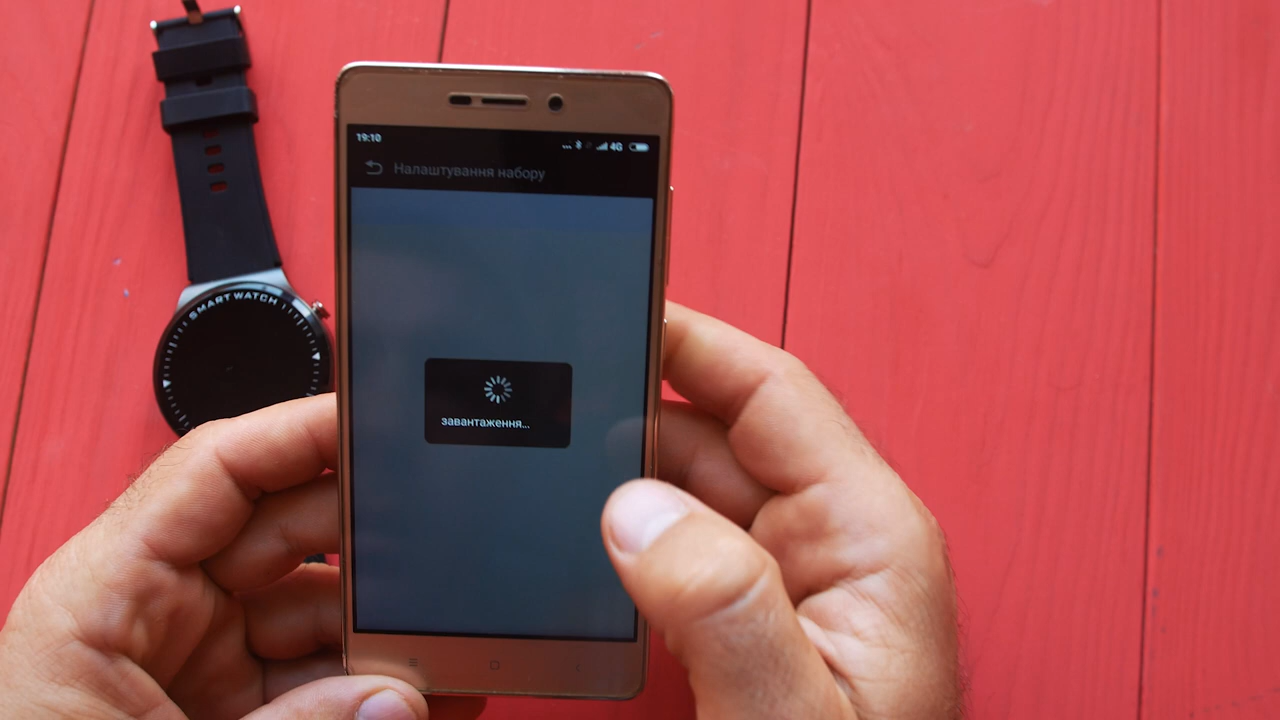 SMART WATCH
19:10
4G
Налаштування набору
завантаження...